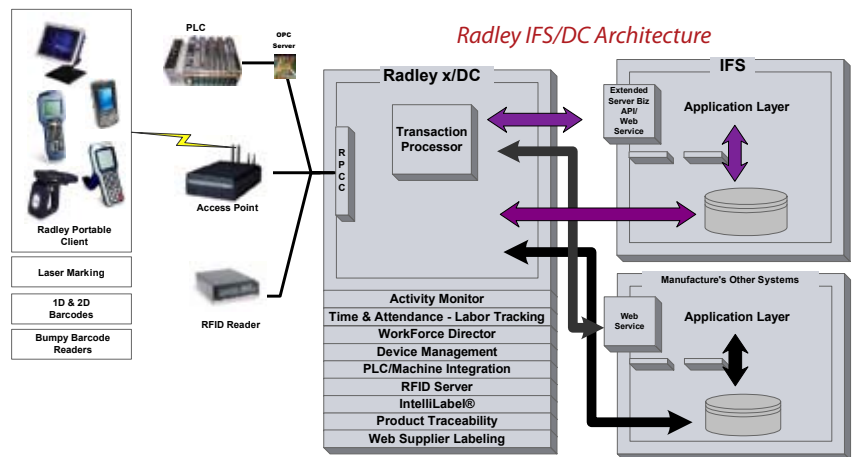 Radley IFS/DC Architecture
PLC
OPC
Server
Radley Portable
Client
Laser Marking
1D & 2D
Barcodes
Bumpy Barcode
Readers
Access Point
RFID Reader
Radley x/DC
R
P
C
C
Transaction
Processor
Activity Monitor
Time & Attendance - Labor Tracking
WorkForce Director
Device Management
PLC/Machine Integration
RFID Server
IntelliLabel®
Product Traceability
Web Supplier Labeling
IFS
Extended
Server Biz
API/
Web
Service
Application Layer
Manufacture's Other Systems
Web
Service
Application Layer